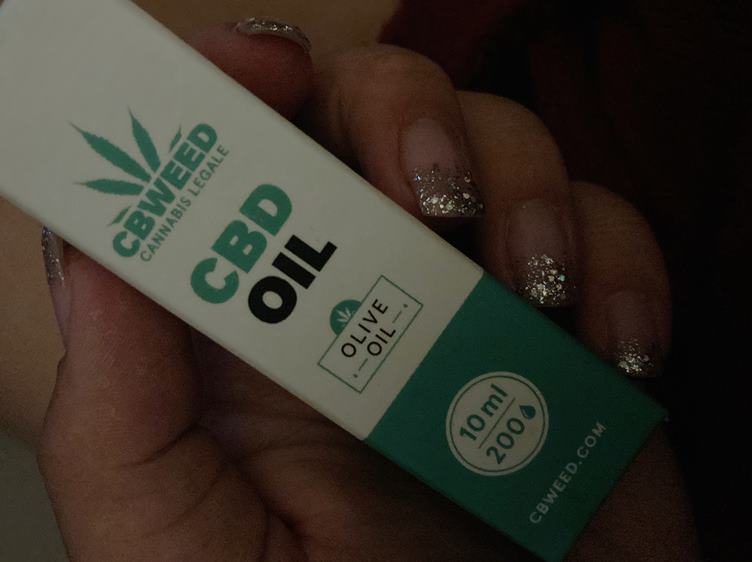 CBWEED
CANNABIS LEGALE
CBD
OIL
OLIVE
OIL
10 ml
200
CBWEED.COM